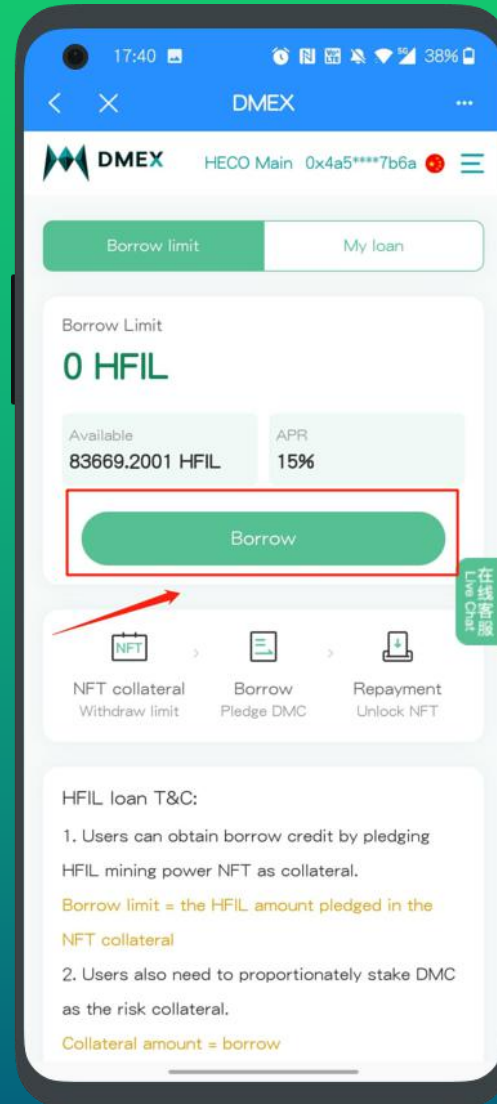 17:40 5G 38%
DMEX
DMEX HECO Main 0x4a5****7b6a
Borrow limit My loan
Borrow Limit
0 HFIL
Available APR
83669.2001 HFIL 15%
Borrow
在线客服
Live Chat
NFT
NFT collateral Borrow Repayment
Withdraw limit Pledge DMC Unlock NFT
HFIL loan T&C:
1. Users can obtain borrow credit by pledging
HFIL mining power NFT as collateral.
Borrow limit = the HFIL amount pledged in the
NFT collateral
2. Users also need to proportionately stake DMC
as the risk collateral.
Collateral amount = borrow